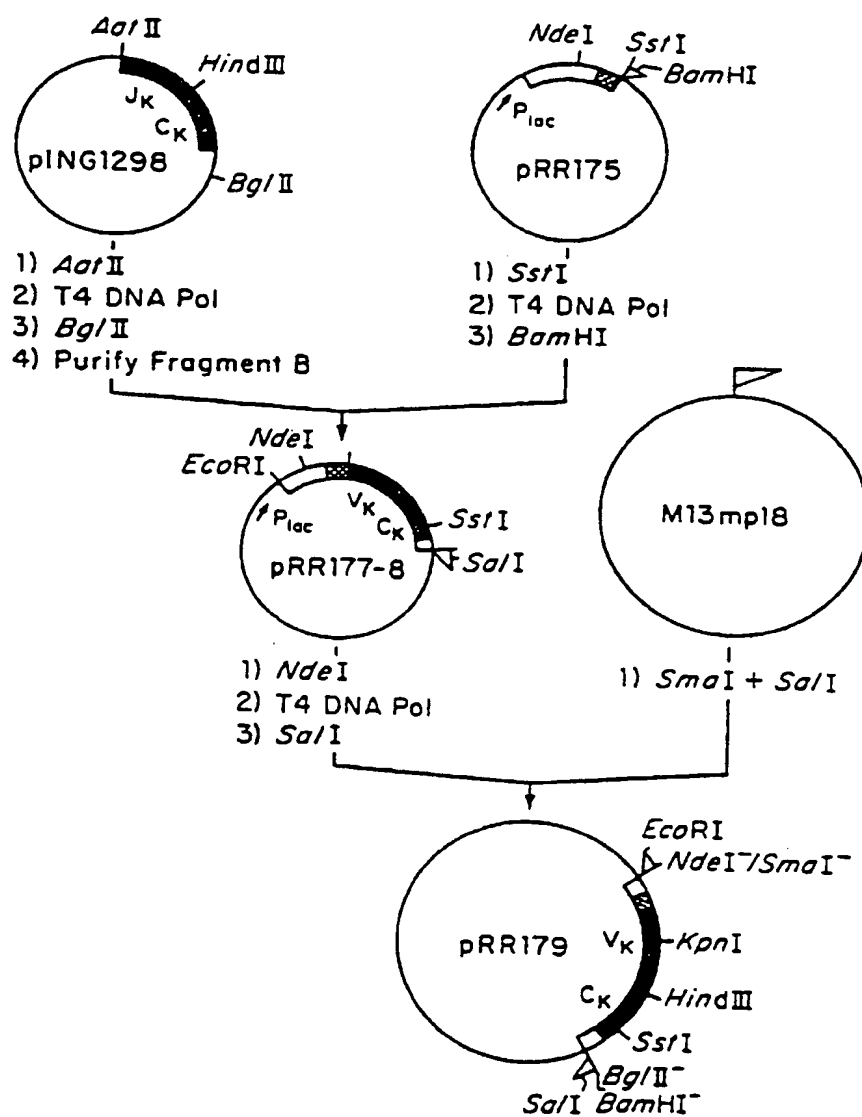 AatII
HindIII
JK
CK
pING1298
BglII
1) AatII
2) T4 DNA Pol
3) BglII
4) Purify Fragment 8
NdeI
SstI
BamHI
Plac
pRR175
1) SstI
2) T4 DNA Pol
3) BamHI
NdeI
EcoRI
Plac
VK
CK
SstI
SalI
pRR177-8
1) NdeI
2) T4 DNA Pol
3) SalI
M13mp18
1) SmaI + SalI
EcoRI
NdeI⁻/SmaI⁻
pRR179
VK
KpnI
CK
HindIII
SstI
BglII⁻
SalI BamHI⁻